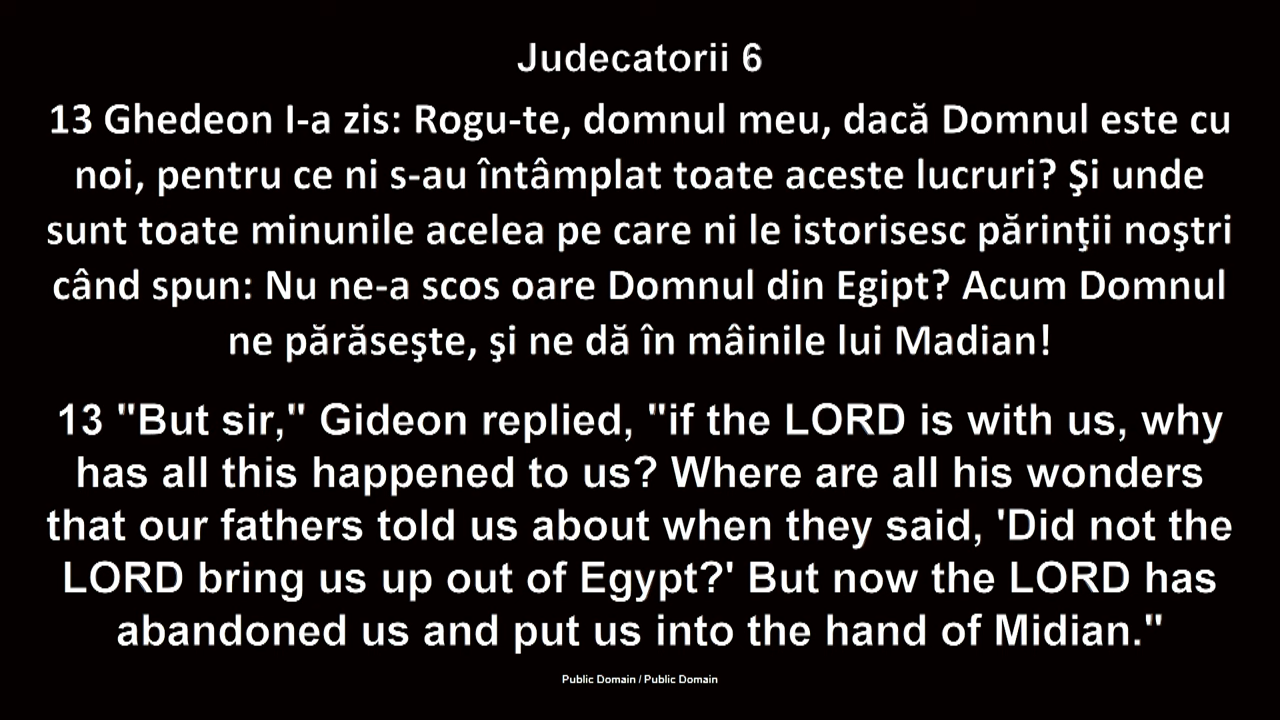 Judecatorii 6
13 Ghedeon I-a zis: Rogu-te, domnul meu, dacă Domnul este cu
noi, pentru ce ni s-au întâmplat toate aceste lucruri? Şi unde
sunt toate minunile acelea pe care ni le istorisesc părinţii noştri
când spun: Nu ne-a scos oare Domnul din Egipt? Acum Domnul
ne părăseşte, şi ne dă în mâinile lui Madian!
13 "But sir," Gideon replied, "if the LORD is with us, why
has all this happened to us? Where are all his wonders
that our fathers told us about when they said, 'Did not the
LORD bring us up out of Egypt?' But now the LORD has
abandoned us and put us into the hand of Midian."
Public Domain / Public Domain